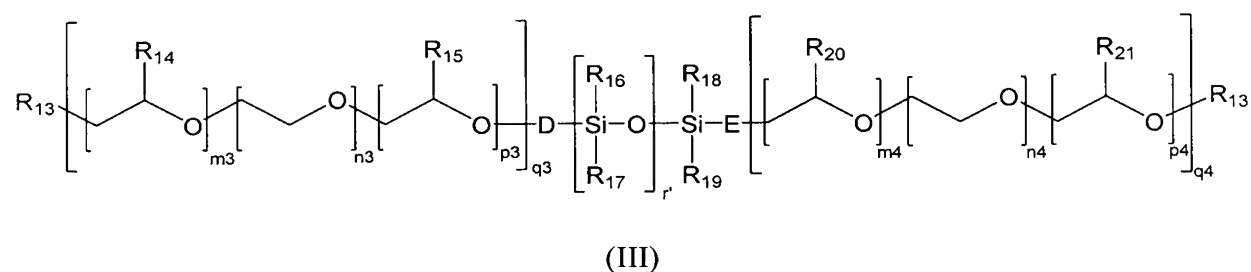 R14 R15 R16 R18 R20 R21
R13 O m3 O n3 O p3 q3 D Si O r' Si E O m4 O n4 O p4 q4 R13
R17 R19
(III)